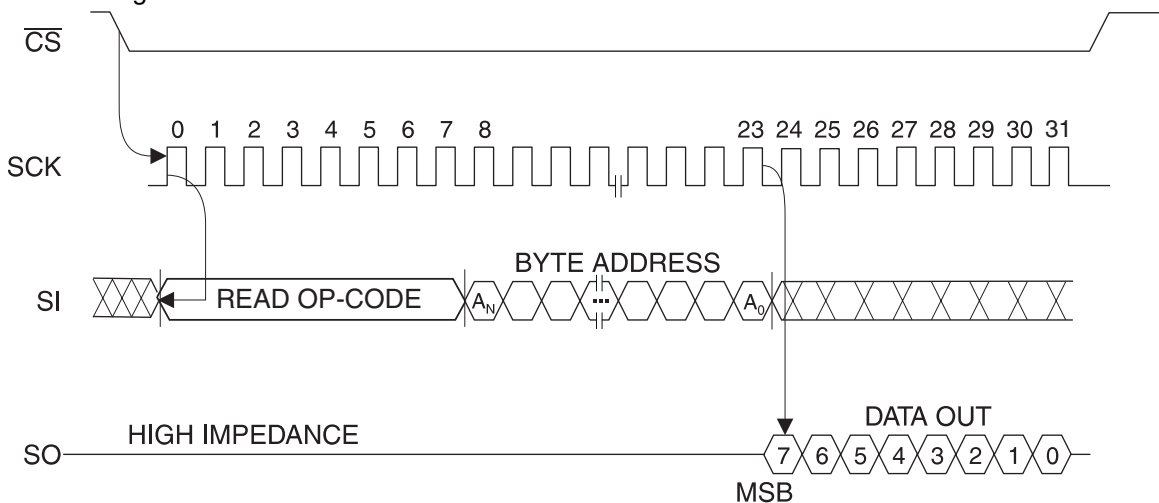 CS
0 1 2 3 4 5 6 7 8 23 24 25 26 27 28 29 30 31
SCK
BYTE ADDRESS
SI READ OP-CODE AN ... A0
HIGH IMPEDANCE DATA OUT
SO 7 6 5 4 3 2 1 0
MSB